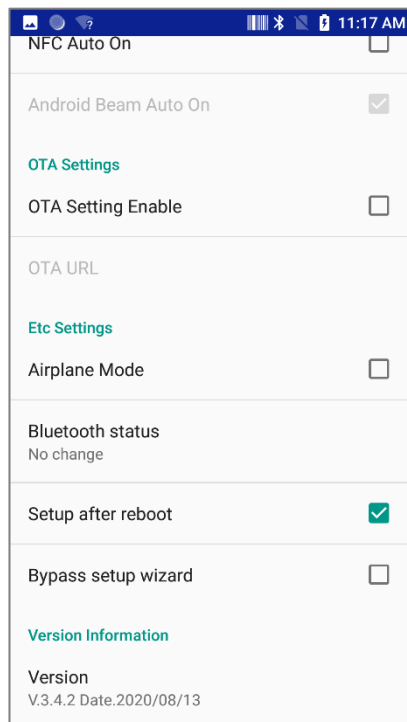 11:17 AM
NFC Auto On
Android Beam Auto On
OTA Settings
OTA Setting Enable
OTA URL
Etc Settings
Airplane Mode
Bluetooth status
No change
Setup after reboot
Bypass setup wizard
Version Information
Version
V.3.4.2 Date.2020/08/13